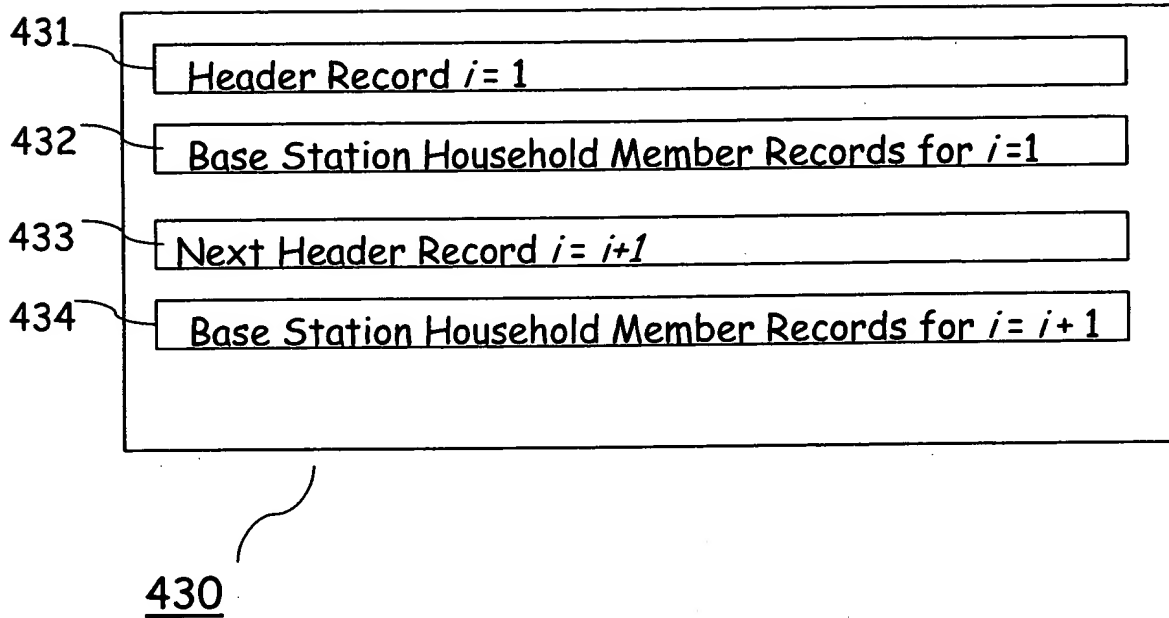 431
Header Record i = 1
432
Base Station Household Member Records for i=1
433
Next Header Record i = i+1
434
Base Station Household Member Records for i = i + 1
430